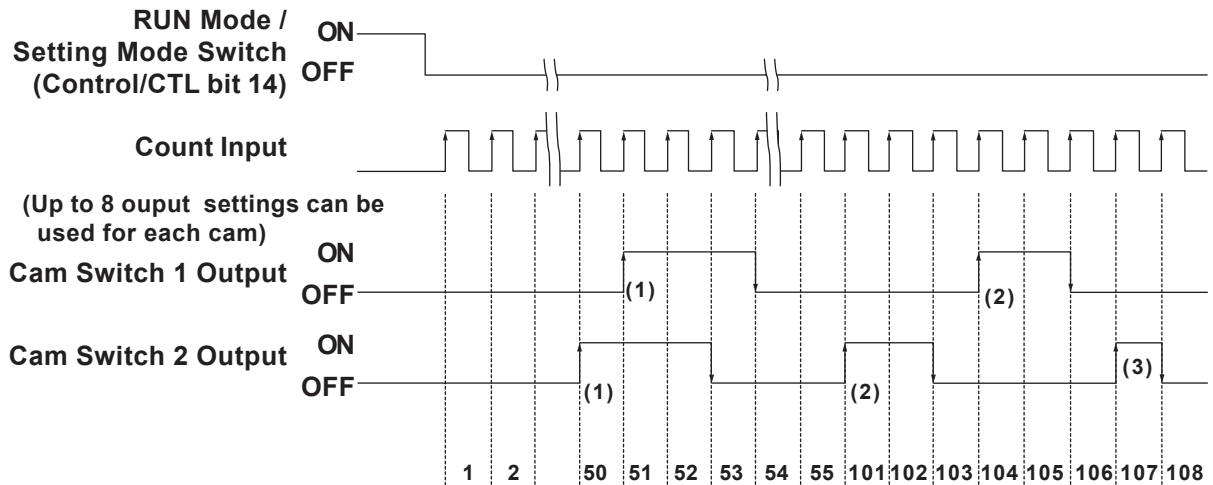 RUN Mode /
Setting Mode Switch
(Control/CTL bit 14)
ON
OFF
Count Input
(Up to 8 ouput settings can be
used for each cam)
Cam Switch 1 Output
ON
OFF
(1)
(2)
Cam Switch 2 Output
ON
OFF
(1)
(2)
(3)
1 2 50 51 52 53 54 55 101 102 103 104 105 106 107 108